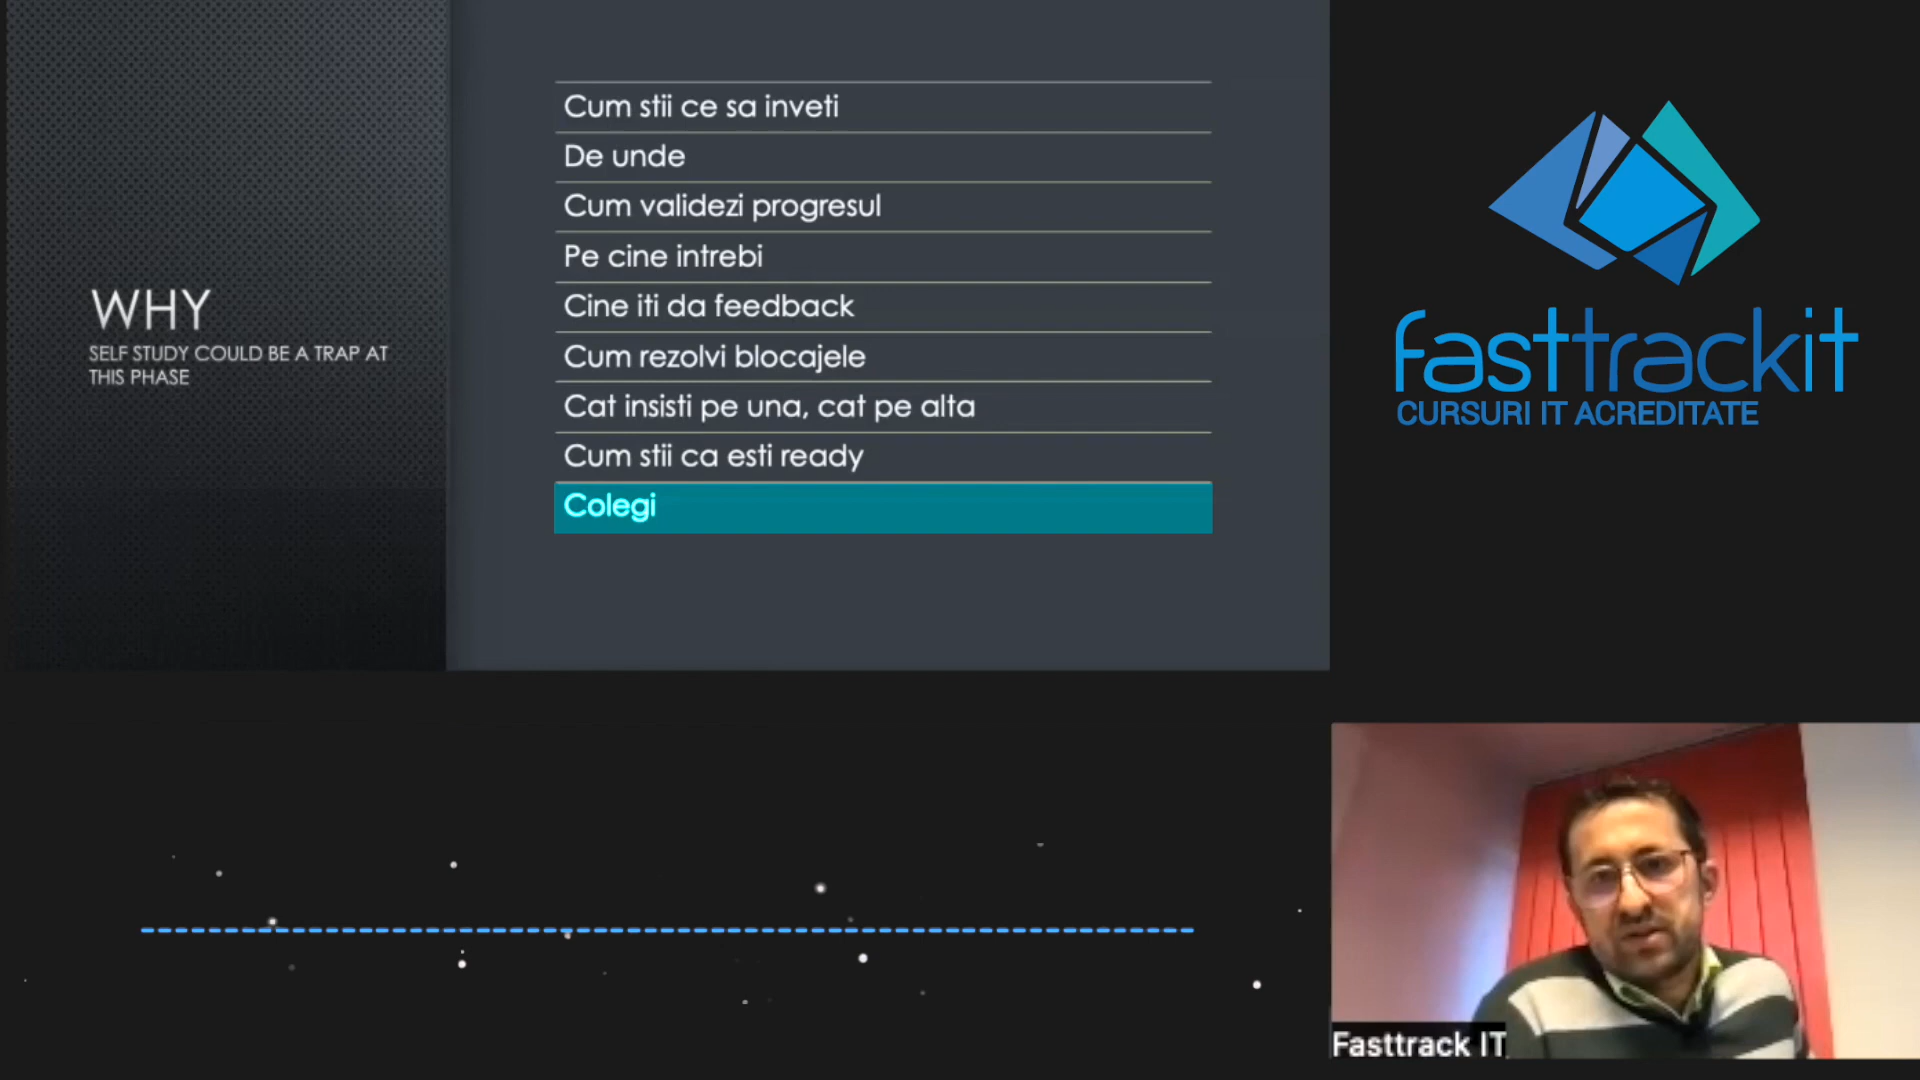 WHY
SELF STUDY COULD BE A TRAP AT
THIS PHASE
Cum stii ce sa inveti
De unde
Cum validezi progresul
Pe cine intrebi
Cine iti da feedback
Cum rezolvi blocajele
Cat insisti pe una, cat pe alta
Cum stii ca esti ready
Colegi
fasttrackit
CURSURI IT ACREDITATE
Fasttrack IT